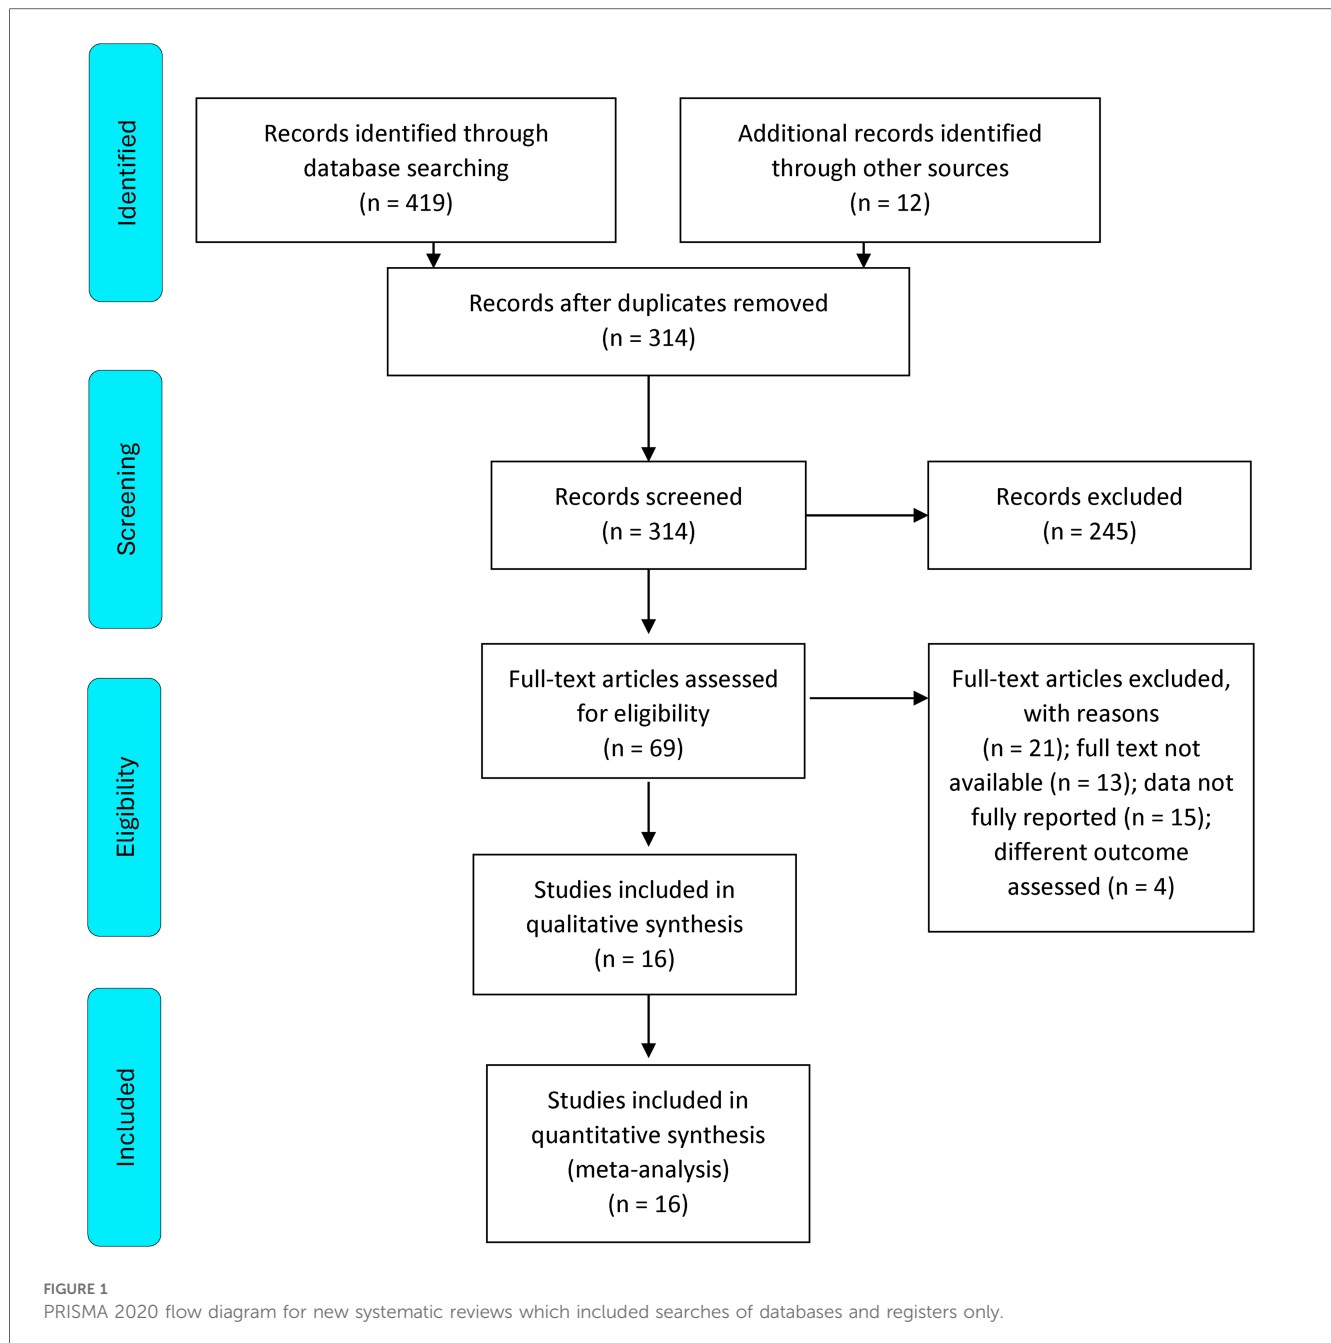 Identified
Records identified through
database searching
(n = 419)
Additional records identified
through other sources
(n = 12)
Records after duplicates removed
(n = 314)
Screening
Records screened
(n = 314)
Records excluded
(n = 245)
Eligibility
Full-text articles assessed
for eligibility
(n = 69)
Full-text articles excluded,
with reasons
(n = 21); full text not
available (n = 13); data not
fully reported (n = 15);
different outcome
assessed (n = 4)
Studies included in
qualitative synthesis
(n = 16)
Included
Studies included in
quantitative synthesis
(meta-analysis)
(n = 16)
FIGURE 1
PRISMA 2020 flow diagram for new systematic reviews which included searches of databases and registers only.